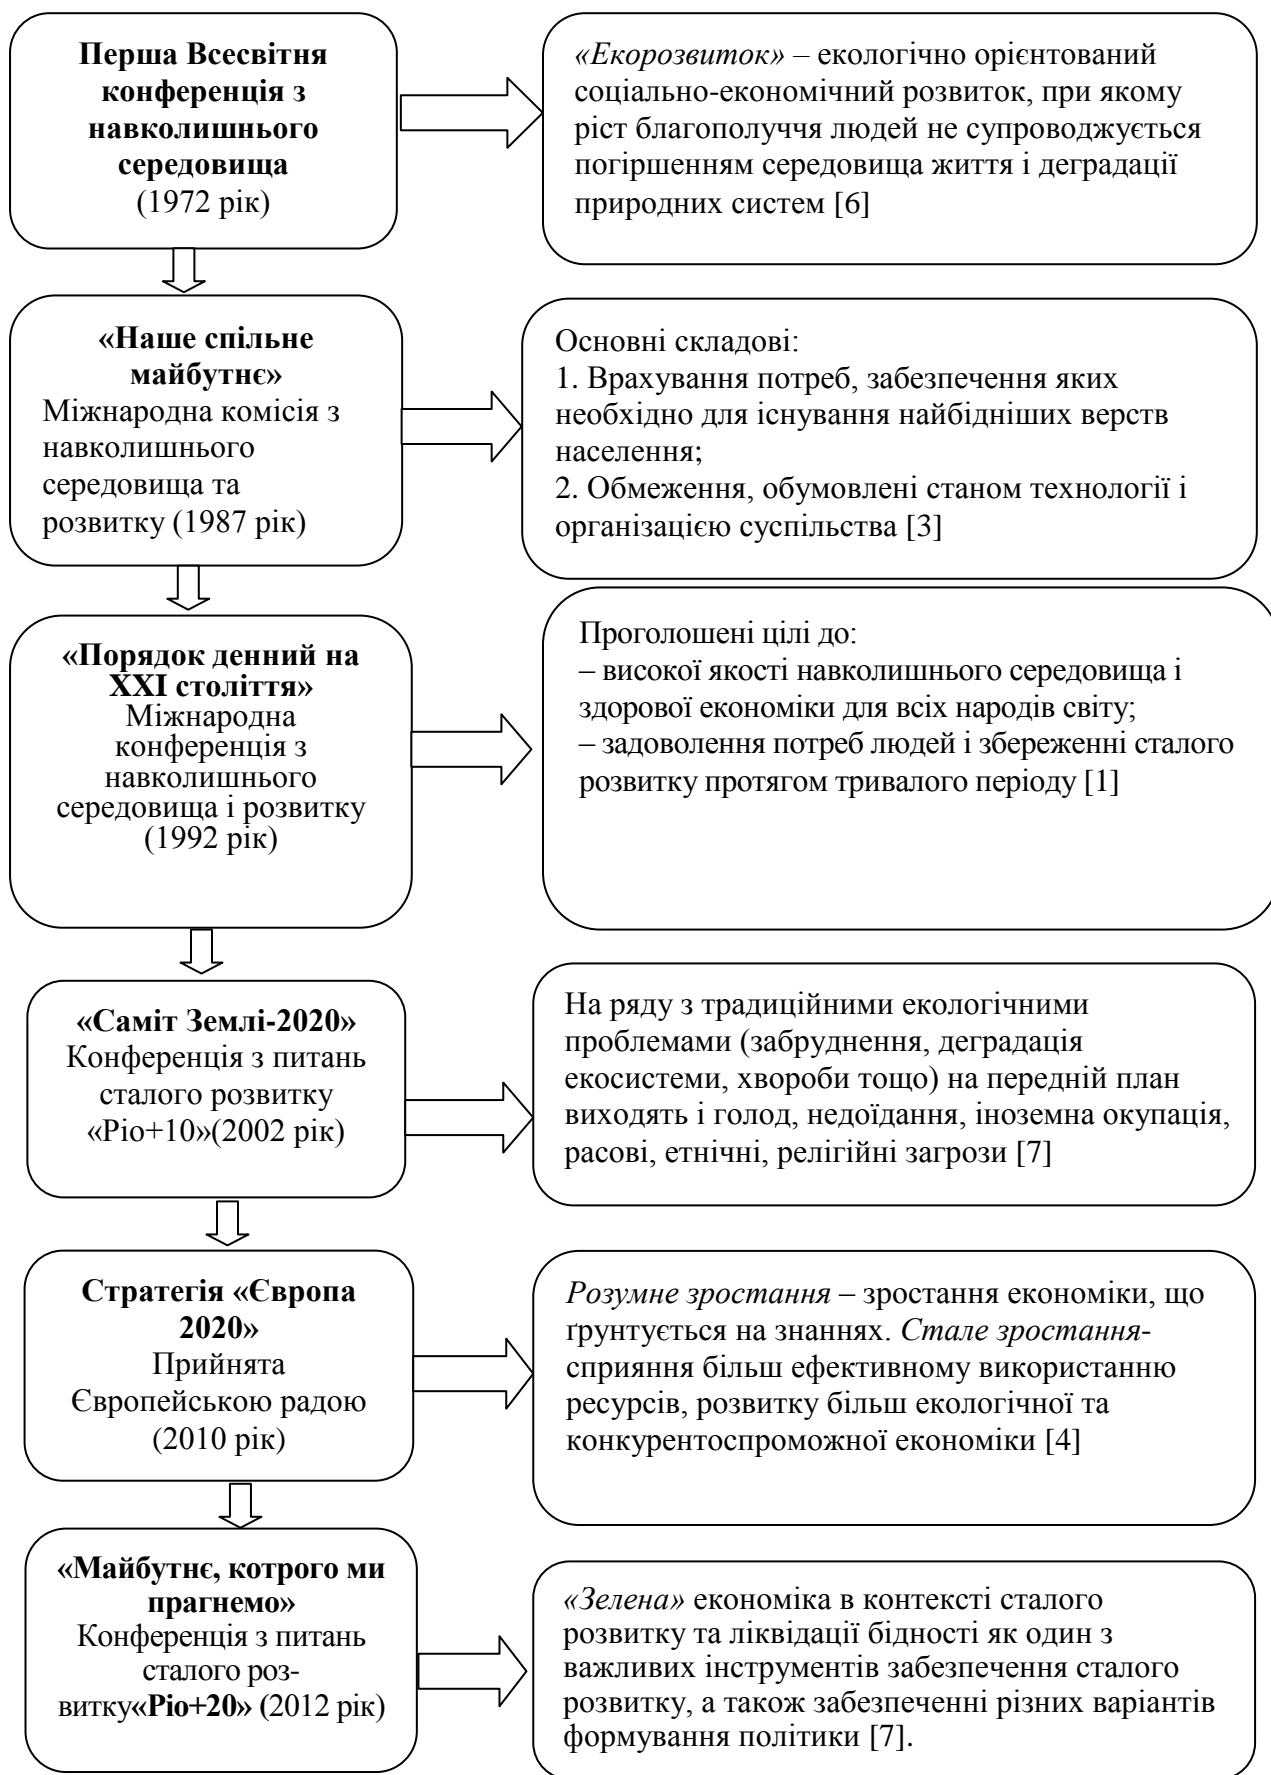 Перша Всесвітня
конференція з
навколишнього
середовища
(1972 рік)
«Екорозвиток» – екологічно орієнтований
соціально-економічний розвиток, при якому
ріст благополуччя людей не супроводжується
погіршенням середовища життя і деградації
природних систем [6]
«Наше спільне
майбутнє»
Міжнародна комісія з
навколишнього
середовища та
розвитку (1987 рік)
Основні складові:
1. Врахування потреб, забезпечення яких
необхідно для існування найбідніших верств
населення;
2. Обмеження, обумовлені станом технології і
організацією суспільства [3]
«Порядок денний на
XXI століття»
Міжнародна
конференція з
навколишнього
середовища і розвитку
(1992 рік)
Проголошені цілі до:
– високої якості навколишнього середовища і
здорової економіки для всіх народів світу;
– задоволення потреб людей і збереженні сталого
розвитку протягом тривалого періоду [1]
«Саміт Землі-2020»
Конференція з питань
сталого розвитку
«Ріо+10»(2002 рік)
На ряду з традиційними екологічними
проблемами (забруднення, деградація
екосистеми, хвороби тощо) на передній план
виходять і голод, недоїдання, іноземна окупація,
расові, етнічні, релігійні загрози [7]
Стратегія «Європа
2020»
Прийнята
Європейською радою
(2010 рік)
Розумне зростання – зростання економіки, що
ґрунтується на знаннях. Стале зростання-
сприяння більш ефективному використанню
ресурсів, розвитку більш екологічної та
конкурентоспроможної економіки [4]
«Майбутнє, котрого ми
прагнемо»
Конференція з питань
сталого роз-
витку«Ріо+20» (2012 рік)
«Зелена» економіка в контексті сталого
розвитку та ліквідації бідності як один з
важливих інструментів забезпечення сталого
розвитку, а також забезпеченні різних варіантів
формування політики [7].